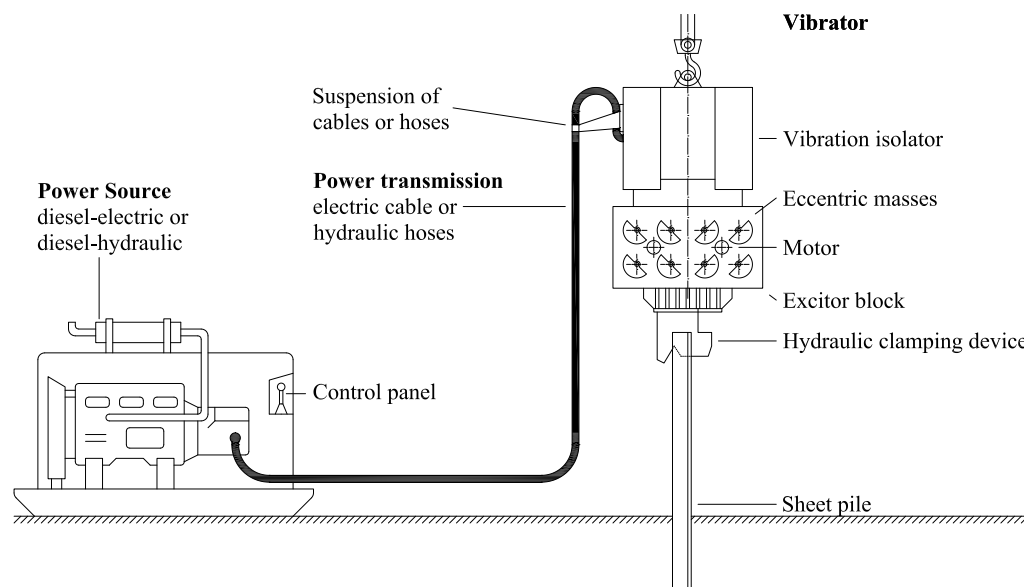 Vibrator
Suspension of
cables or hoses
Vibration isolator
Power Source
diesel-electric or
diesel-hydraulic
Power transmission
electric cable or
hydraulic hoses
Eccentric masses
Motor
Excitor block
Hydraulic clamping device
Control panel
Sheet pile